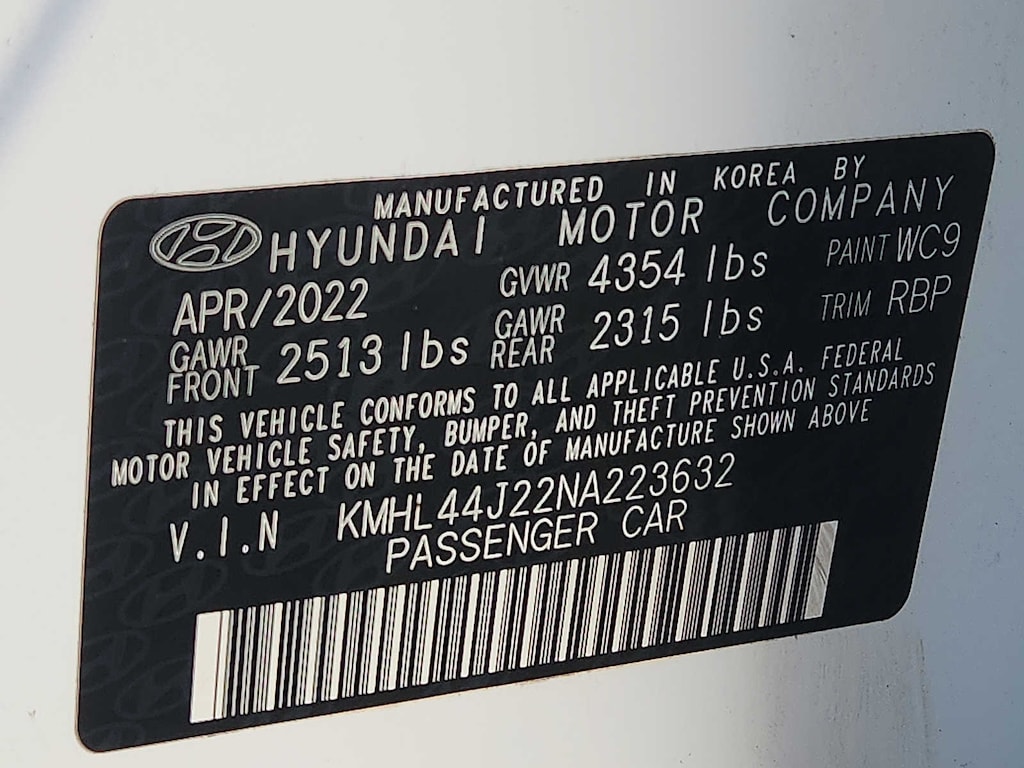 MANUFACTURED IN KOREA BY
HYUNDAI MOTOR COMPANY
APR/2022 GVWR 4354 lbs PAINT WC9
GAWR FRONT 2513 lbs GAWR REAR 2315 lbs TRIM RBP
THIS VEHICLE CONFORMS TO ALL APPLICABLE U.S.A. FEDERAL
MOTOR VEHICLE SAFETY, BUMPER, AND THEFT PREVENTION STANDARDS
IN EFFECT ON THE DATE OF MANUFACTURE SHOWN ABOVE
V.I.N KMHL44J22NA223632
PASSENGER CAR